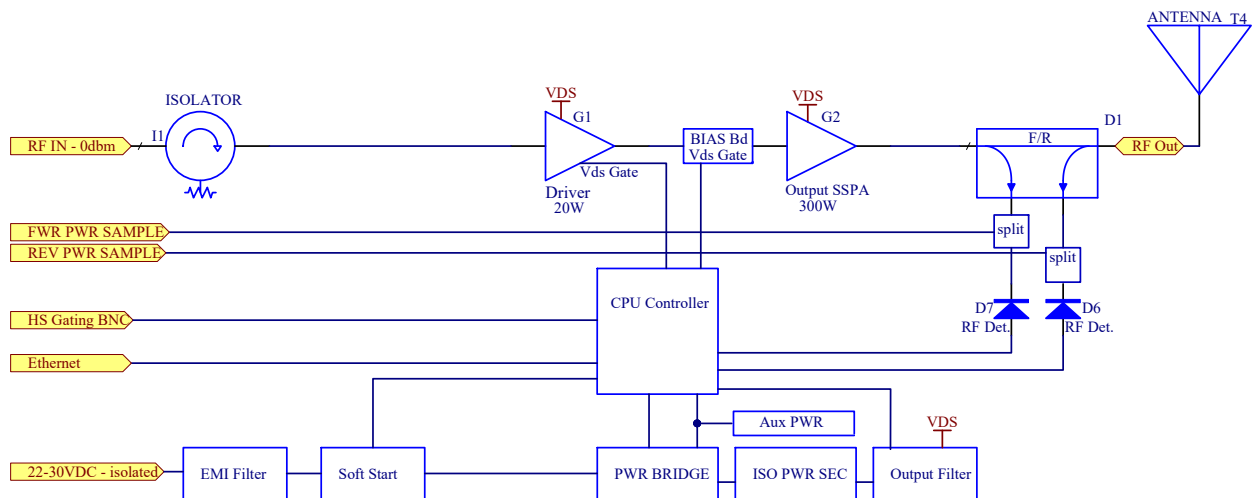 ANTENNA T4
ISOLATOR
VDS
VDS
I1
G1
G2
D1
RF IN - 0dbm
BIAS Bd
Vds Gate
F/R
RF Out
Vds Gate
Driver
20W
Output SSPA
300W
FWR PWR SAMPLE
split
REV PWR SAMPLE
split
CPU Controller
D7
RF Det.
D6
RF Det.
HS Gating BNC
Ethernet
Aux PWR
VDS
22-30VDC - isolated
EMI Filter
Soft Start
PWR BRIDGE
ISO PWR SEC
Output Filter